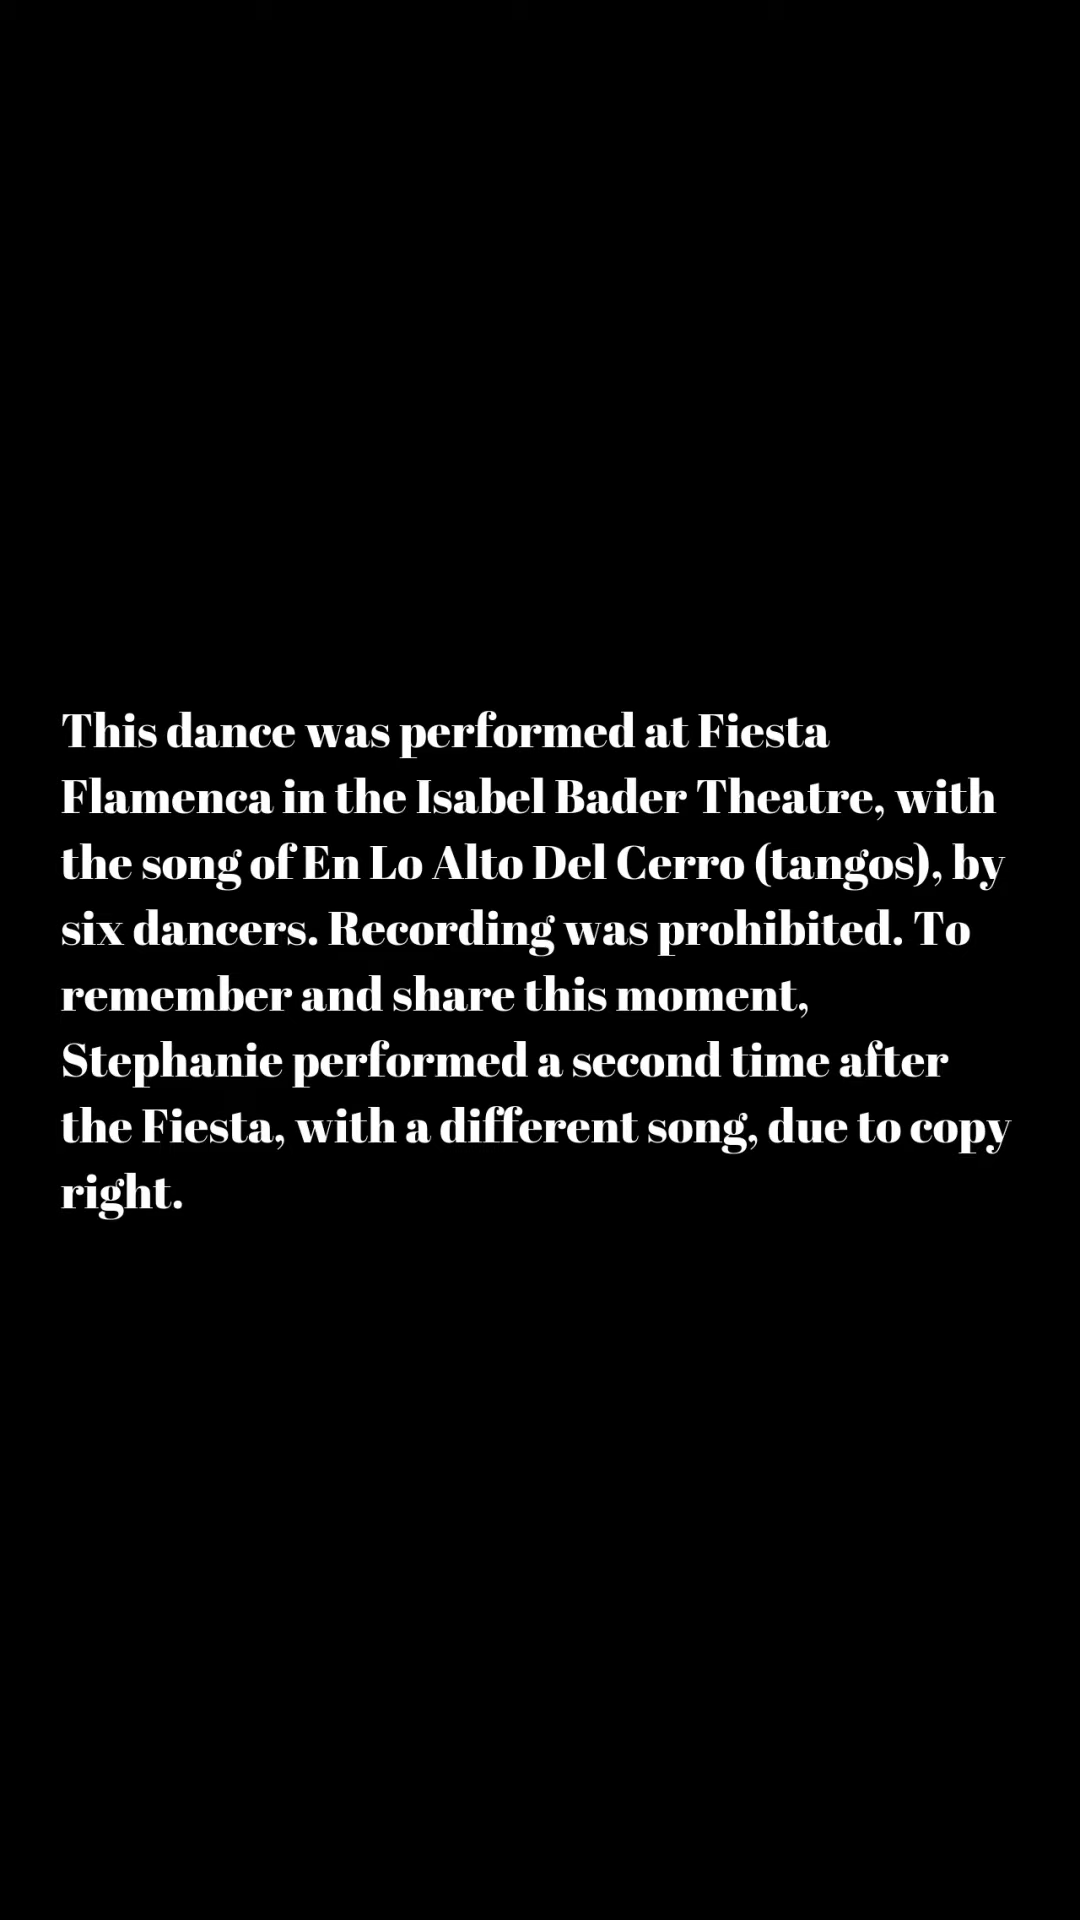 This dance was performed at Fiesta
Flamenca in the Isabel Bader Theatre, with
the song of En Lo Alto Del Cerro (tangos), by
six dancers. Recording was prohibited. To
remember and share this moment,
Stephanie performed a second time after
the Fiesta, with a different song, due to copy
right.